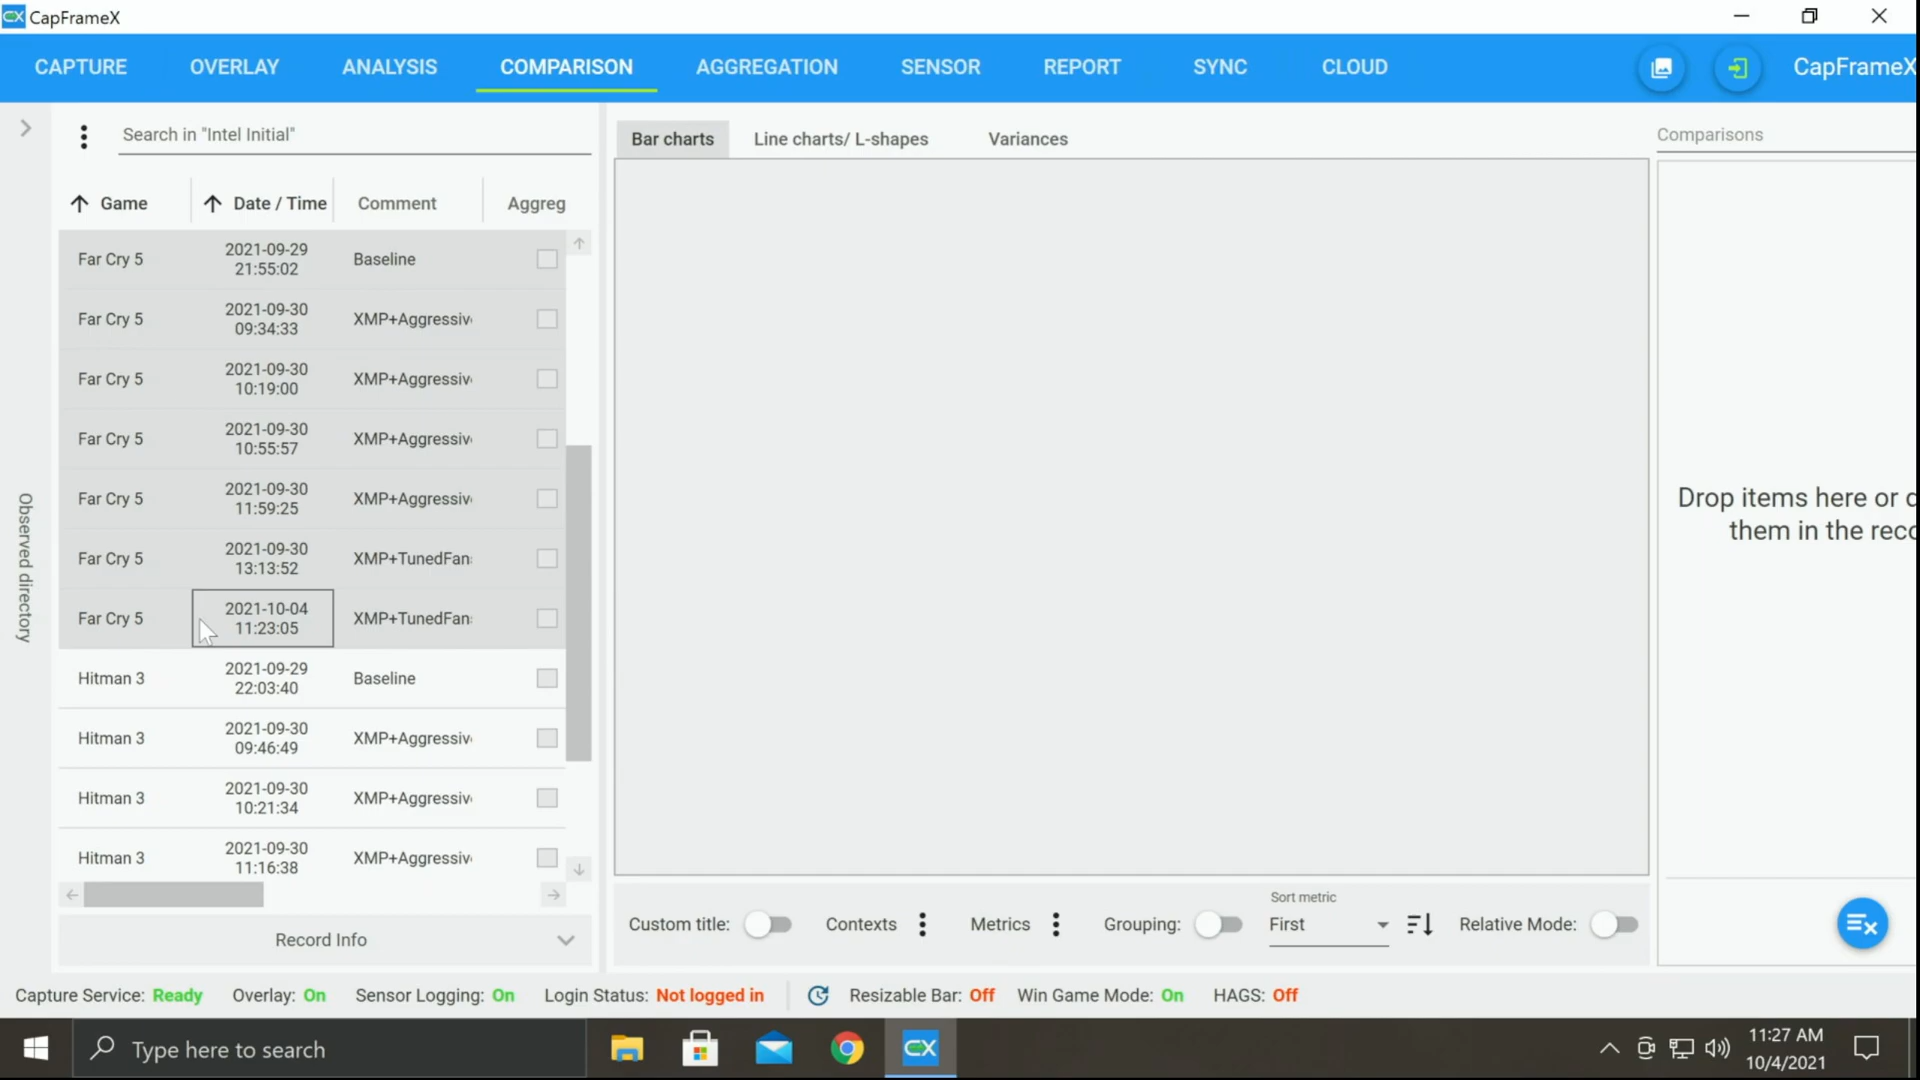 CX CapFrameX
CAPTURE OVERLAY ANALYSIS COMPARISON AGGREGATION SENSOR REPORT SYNC CLOUD CapFrameX
Search in "Intel Initial"
Bar charts Line charts/ L-shapes Variances Comparisons
Game Date / Time Comment Aggreg
Far Cry 5 2021-09-29 21:55:02 Baseline
Far Cry 5 2021-09-30 09:34:33 XMP+Aggressiv
Far Cry 5 2021-09-30 10:19:00 XMP+Aggressiv
Far Cry 5 2021-09-30 10:55:57 XMP+Aggressiv
Far Cry 5 2021-09-30 11:59:25 XMP+Aggressiv
Far Cry 5 2021-09-30 13:13:52 XMP+TunedFan
Far Cry 5 2021-10-04 11:23:05 XMP+TunedFan
Hitman 3 2021-09-29 22:03:40 Baseline
Hitman 3 2021-09-30 09:46:49 XMP+Aggressiv
Hitman 3 2021-09-30 10:21:34 XMP+Aggressiv
Hitman 3 2021-09-30 11:16:38 XMP+Aggressiv
Observed directory
Record Info
Drop items here or
them in the reco
Sort metric
Custom title: Contexts Metrics Grouping: First Relative Mode:
Capture Service: Ready Overlay: On Sensor Logging: On Login Status: Not logged in Resizable Bar: Off Win Game Mode: On HAGS: Off
Type here to search
CX
11:27 AM
10/4/2021